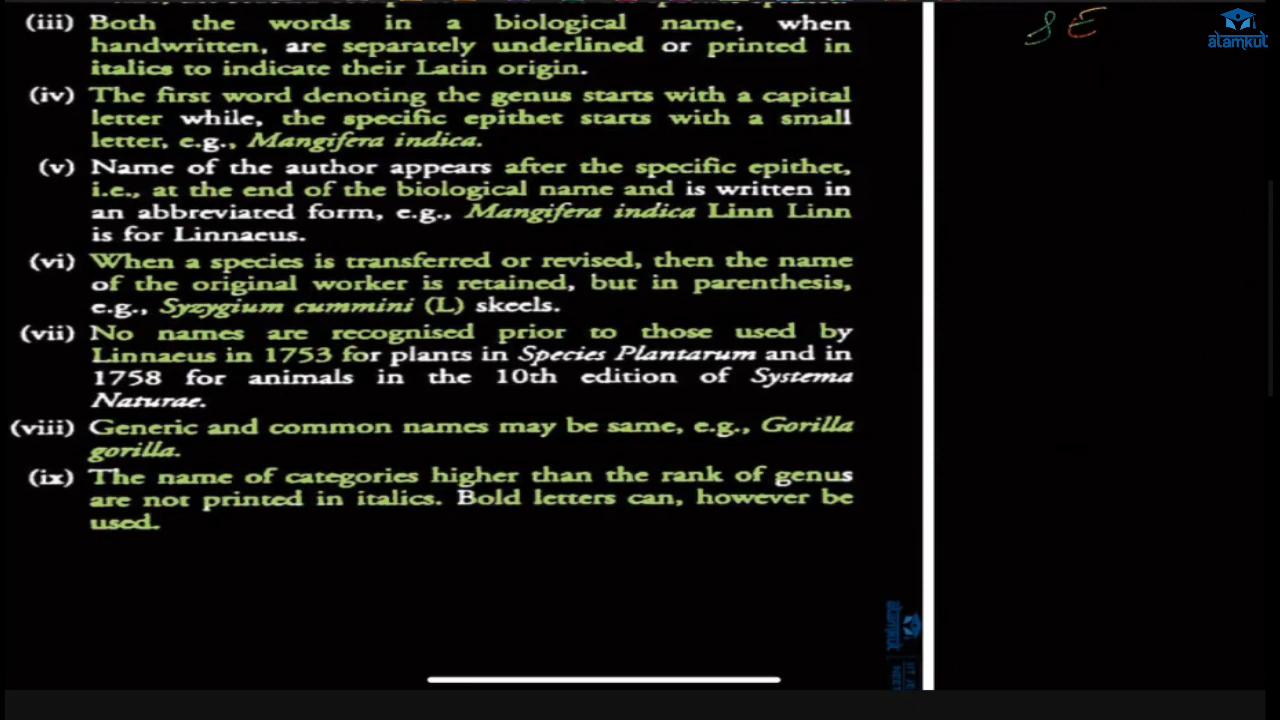 (iii) Both the words in a biological name, when
handwritten, are separately underlined or printed in
italics to indicate their Latin origin.
(iv) The first word denoting the genus starts with a capital
letter while, the specific epithet starts with a small
letter, e.g., Mangifera indica.
(v) Name of the author appears after the specific epithet,
i.e., at the end of the biological name and is written in
an abbreviated form, e.g., Mangifera indica Linn Linn
is for Linnaeus.
(vi) When a species is transferred or revised, then the name
of the original worker is retained, but in parenthesis,
e.g., Syzygium cummini (L) skeels.
(vii) No names are recognised prior to those used by
Linnaeus in 1753 for plants in Species Plantarum and in
1758 for animals in the 10th edition of Systema
Naturae.
(viii) Generic and common names may be same, e.g., Gorilla
gorilla.
(ix) The name of categories higher than the rank of genus
are not printed in italics. Bold letters can, however be
used.
SE
alamkut
alamkut